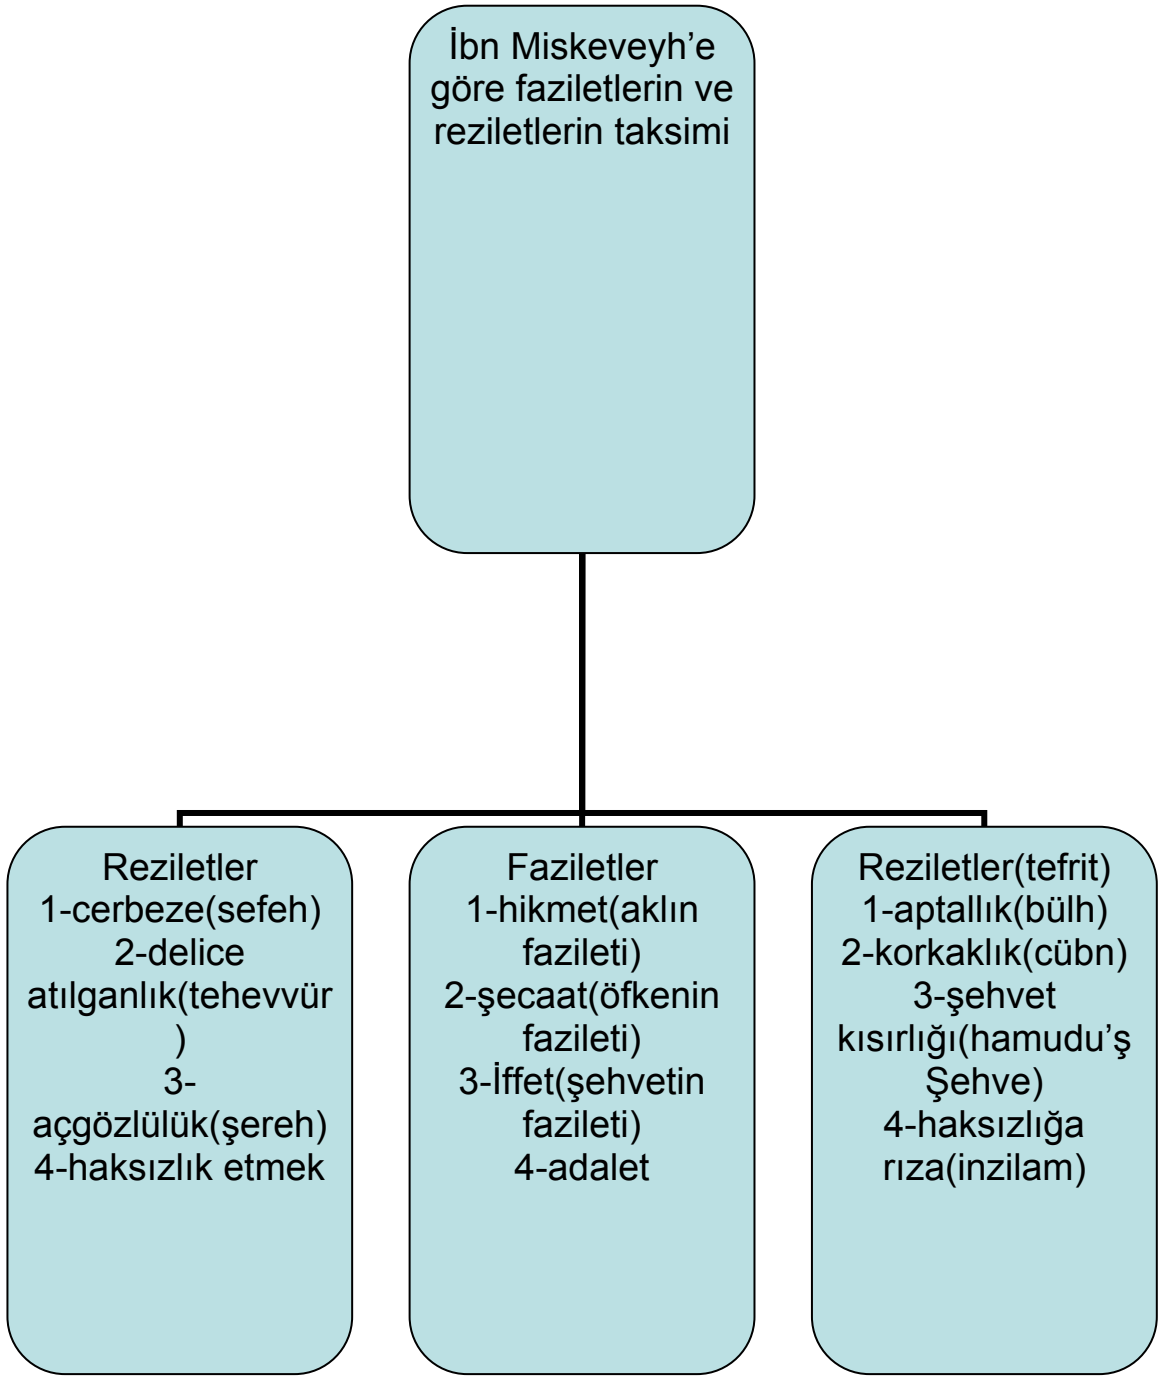 İbn Miskeveyh’e
göre faziletlerin ve
reziletlerin taksimi
Reziletler
1-cerbeze(sefeh)
2-delice
atılganlık(tehevvür
)
3-
açgözlülük(şereh)
4-haksızlık etmek
Faziletler
1-hikmet(aklın
fazileti)
2-şecaat(öfkenin
fazileti)
3-İffet(şehvetin
fazileti)
4-adalet
Reziletler(tefrit)
1-aptallık(bülh)
2-korkaklık(cübn)
3-şehvet
kısırlığı(hamudu’ş
Şehve)
4-haksızlığa
rıza(inzilam)